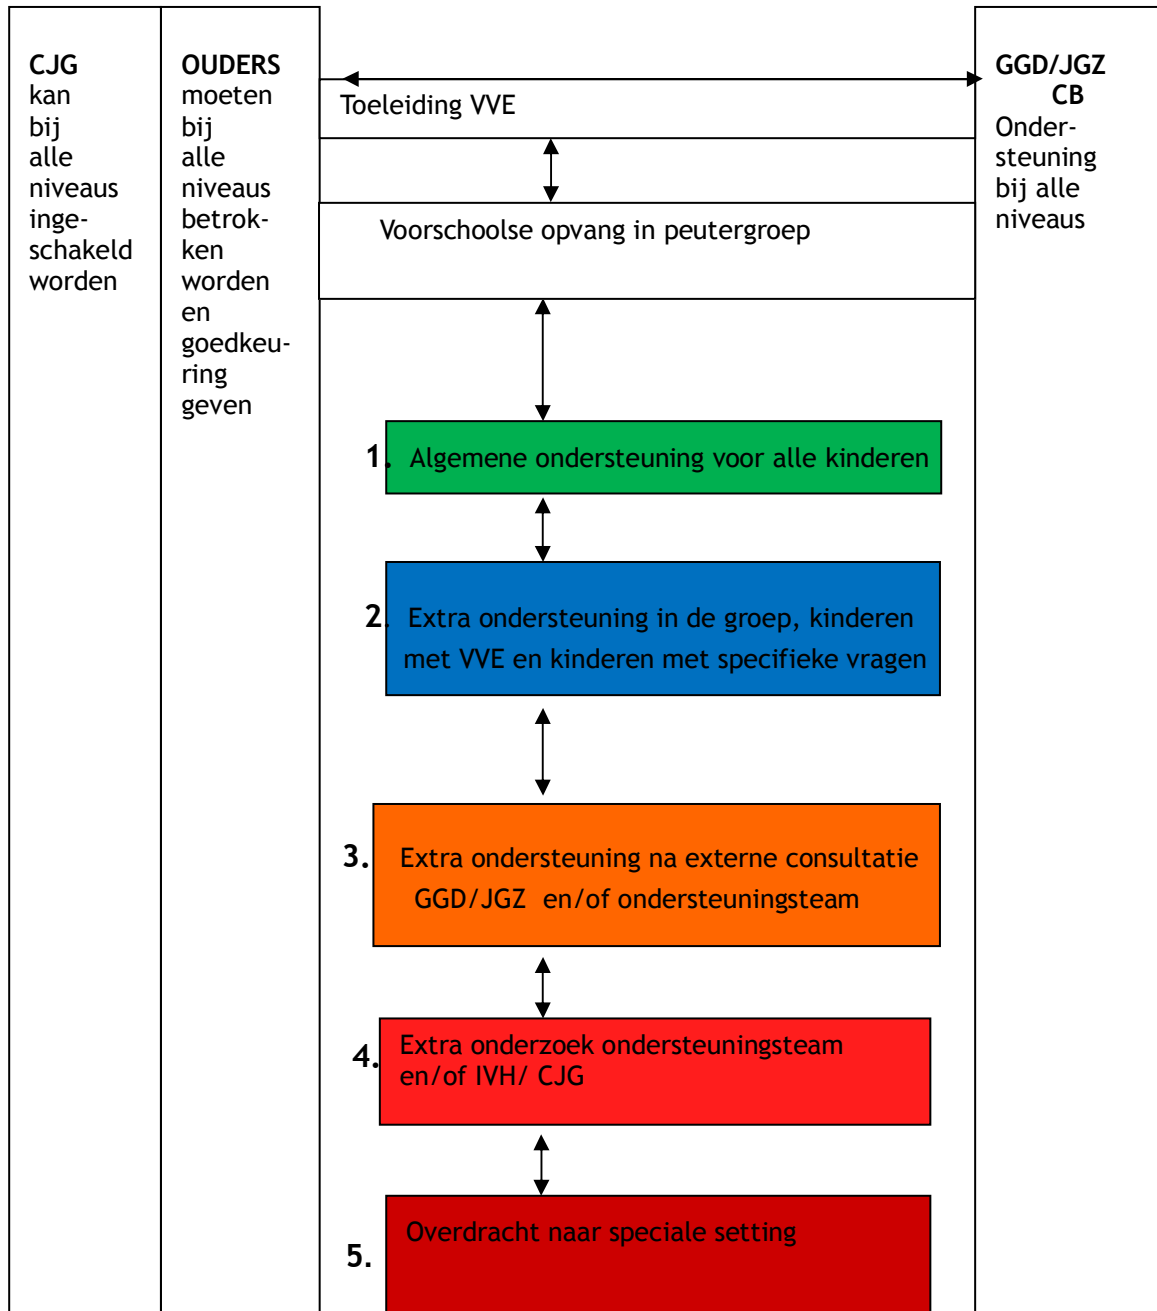 CJG
kan
bij
alle
niveaus
inge-
schakeld
worden
OUDERS
moeten
bij
alle
niveaus
betrok-
ken
worden
en
goedkeu-
ring
geven
Toeleiding VVE
Voorschoolse opvang in peutergroep
1. Algemene ondersteuning voor alle kinderen
2. Extra ondersteuning in de groep, kinderen
met VVE en kinderen met specifieke vragen
3. Extra ondersteuning na externe consultatie
GGD/JGZ en/of ondersteuningsteam
4. Extra onderzoek ondersteuningsteam
en/of IVH/ CJG
5. Overdracht naar speciale setting
GGD/JGZ
CB
Onder-
steuning
bij alle
niveaus